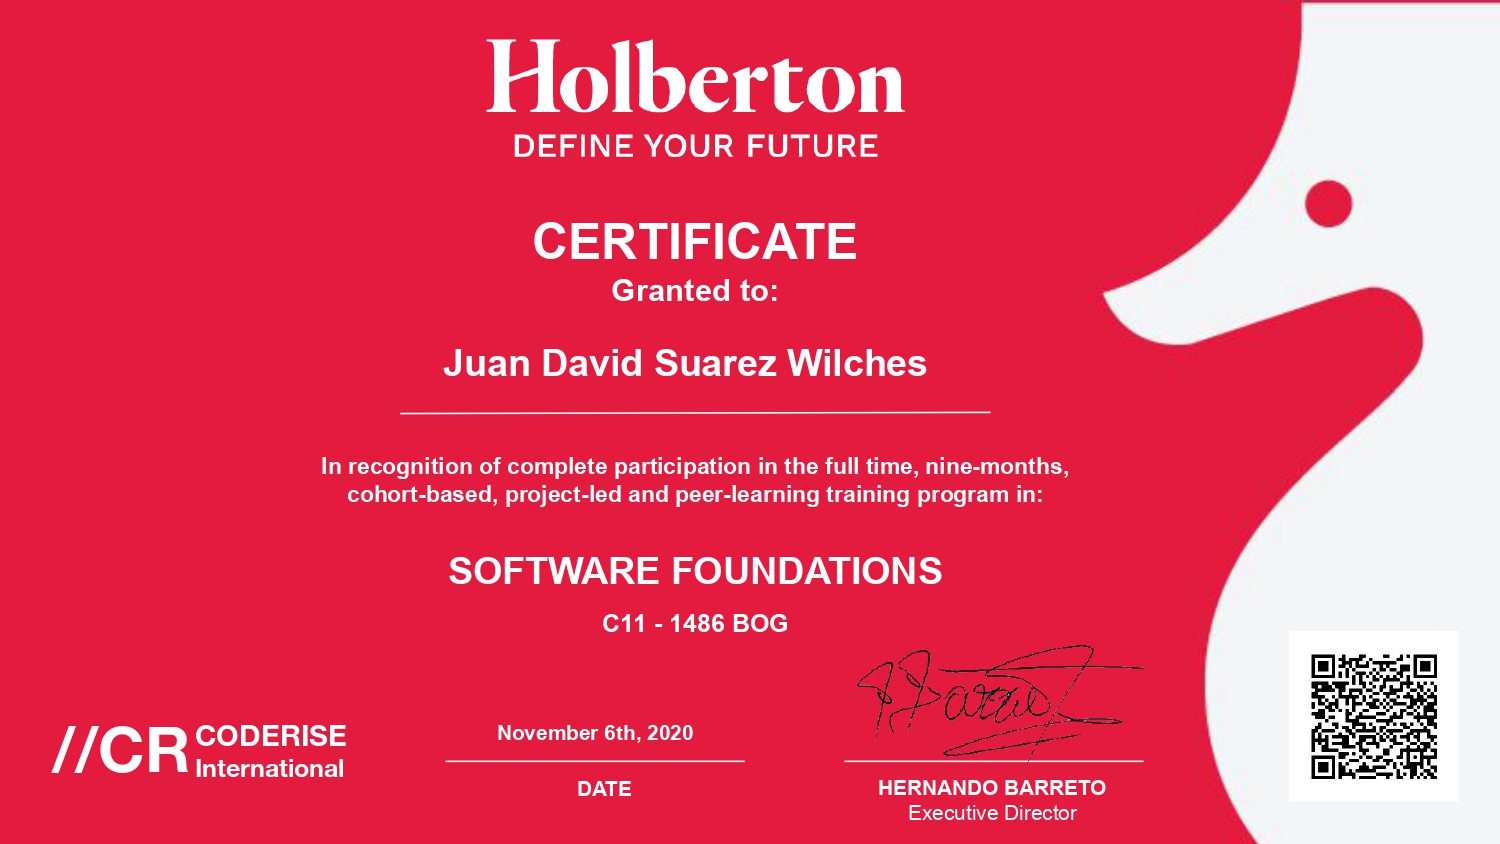 Holberton
DEFINE YOUR FUTURE
CERTIFICATE
Granted to:
Juan David Suarez Wilches
In recognition of complete participation in the full time, nine-months,
cohort-based, project-led and peer-learning training program in:
SOFTWARE FOUNDATIONS
C11 - 1486 BOG
//CR CODERISE
International
November 6th, 2020
DATE
HERNANDO BARRETO
Executive Director